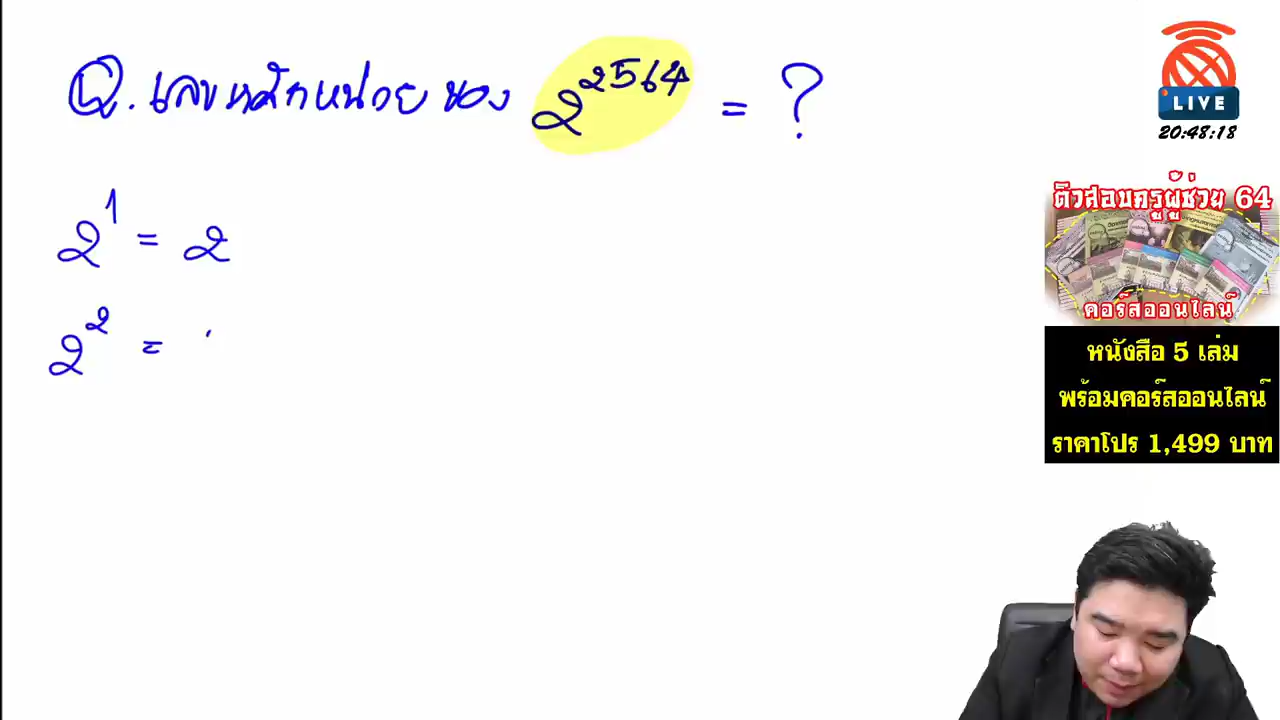 Q. เลขหลักหน่วย ของ 2^2564 = ?
2^1 = 2
2^2 =
LIVE
20:48:18
ติวสอบครูผู้ช่วย 64
คอร์สออนไลน์
หนังสือ 5 เล่ม
พร้อมคอร์สออนไลน์
ราคาโปร 1,499 บาท